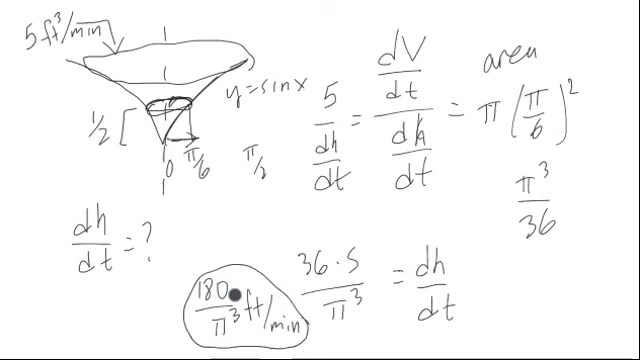 5 ft³/min
y=sinx
1/2
0 π/6 π/2
dh/dt = ?
5/(dh/dt) = (dV/dt)/(dh/dt) = π(π/6)²
area
π³/36
180/π³ ft/min
36·5/π³ = dh/dt